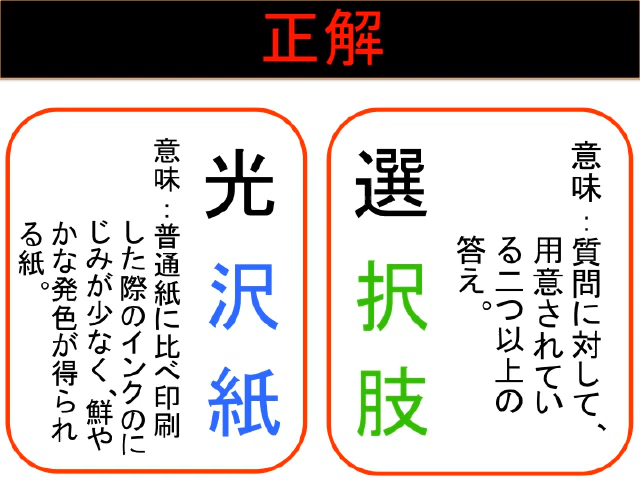 正解
意味：質問に対して、
用意されてい
る二つ以上の
答え。
選択肢
光沢紙
意味：普通紙に比べ印刷
した際のインクのに
じみが少なく、鮮や
かな発色が得られ
る紙。